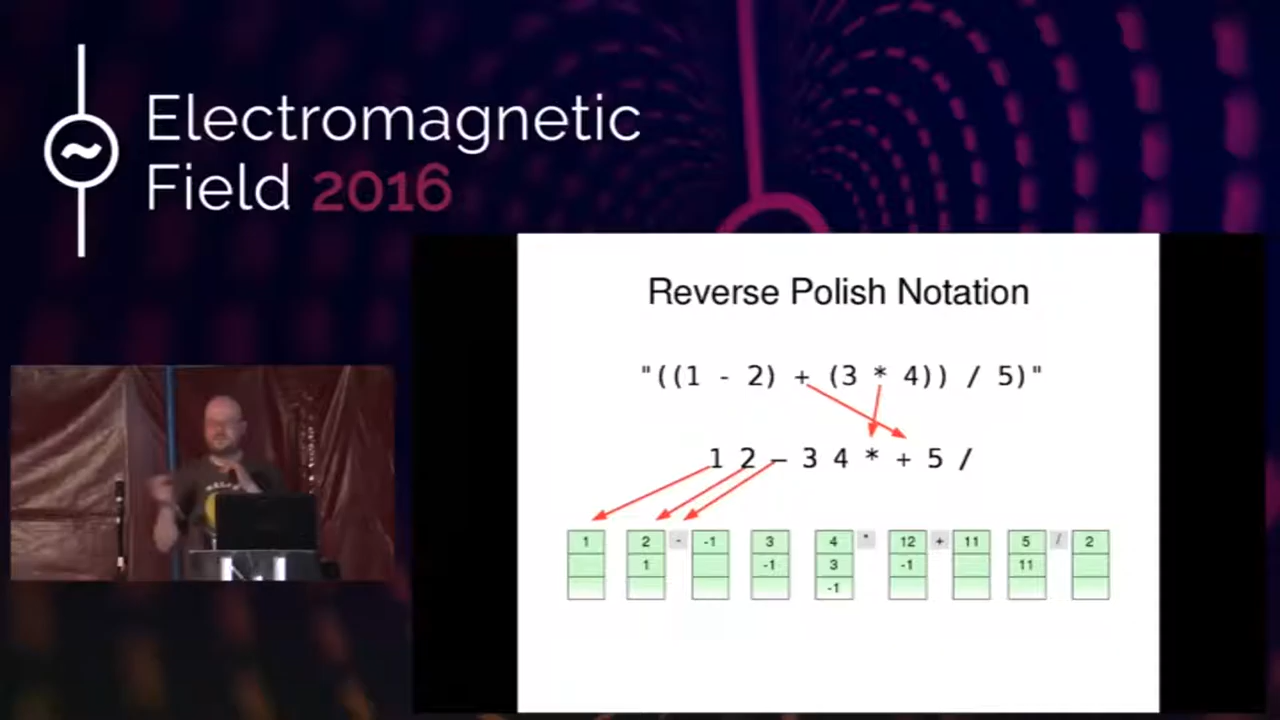 Electromagnetic
Field 2016
Reverse Polish Notation
"((1 - 2) + (3 * 4)) / 5)"
1 2 – 3 4 * + 5 /
1 2 - -1 3 4 * 12 + 11 5 / 2
1 -1 3 -1 11
-1